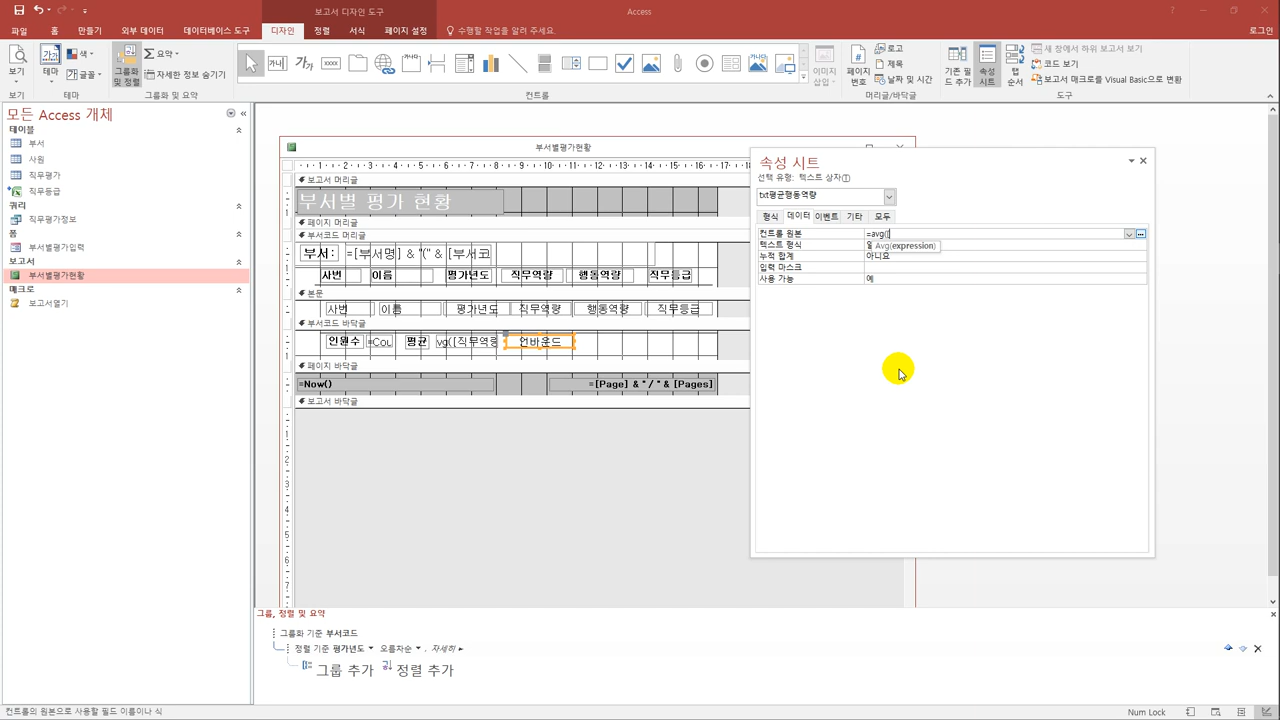 보고서 디자인 도구
Access
파일
홈
만들기
외부 데이터
데이터베이스 도구
디자인
정렬
서식
페이지 설정
수행할 작업을 알려 주세요.
로그인
보기
테마
색
글꼴
그룹화 및 정렬
요약
자세한 정보 숨기기
이미지 삽입
페이지 번호
로고
제목
날짜 및 시간
기존 필드 추가
속성 시트
탭 순서
새 창에서 하위 보고서 보기
코드 보기
보고서 매크로를 Visual Basic으로 변환
보기
테마
그룹화 및 요약
컨트롤
머리글/바닥글
도구
모든 Access 개체
테이블
부서
사원
직무평가
직무등급
쿼리
직무평가정보
폼
부서별평가입력
보고서
부서별평가현황
매크로
보고서열기
부서별평가현황
보고서 머리글
부서별 평가 현황
페이지 머리글
부서코드 머리글
부서:
=[부서명] & "(" & [부서코
사번 이름 평가년도 직무역량 행동역량 직무등급
본문
사번 이름 평가년도 직무역량 행동역량 직무등급
부서코드 바닥글
인원수 =Cou 평균 vg([직무역량 언바운드
페이지 바닥글
=Now() =[Page] & " / " & [Pages]
보고서 바닥글
속성 시트
선택 유형: 텍스트 상자(T)
txt평균행동역량
형식 데이터 이벤트 기타 모두
컨트롤 원본 =avg([
텍스트 형식
Avg(expression)
누적 합계 아니요
입력 마스크
사용 가능 예
그룹, 정렬 및 요약
그룹화 기준 부서코드
정렬 기준 평가년도 오름차순 , 자세히
그룹 추가 정렬 추가
컨트롤의 원본으로 사용할 필드 이름이나 식
Num Lock